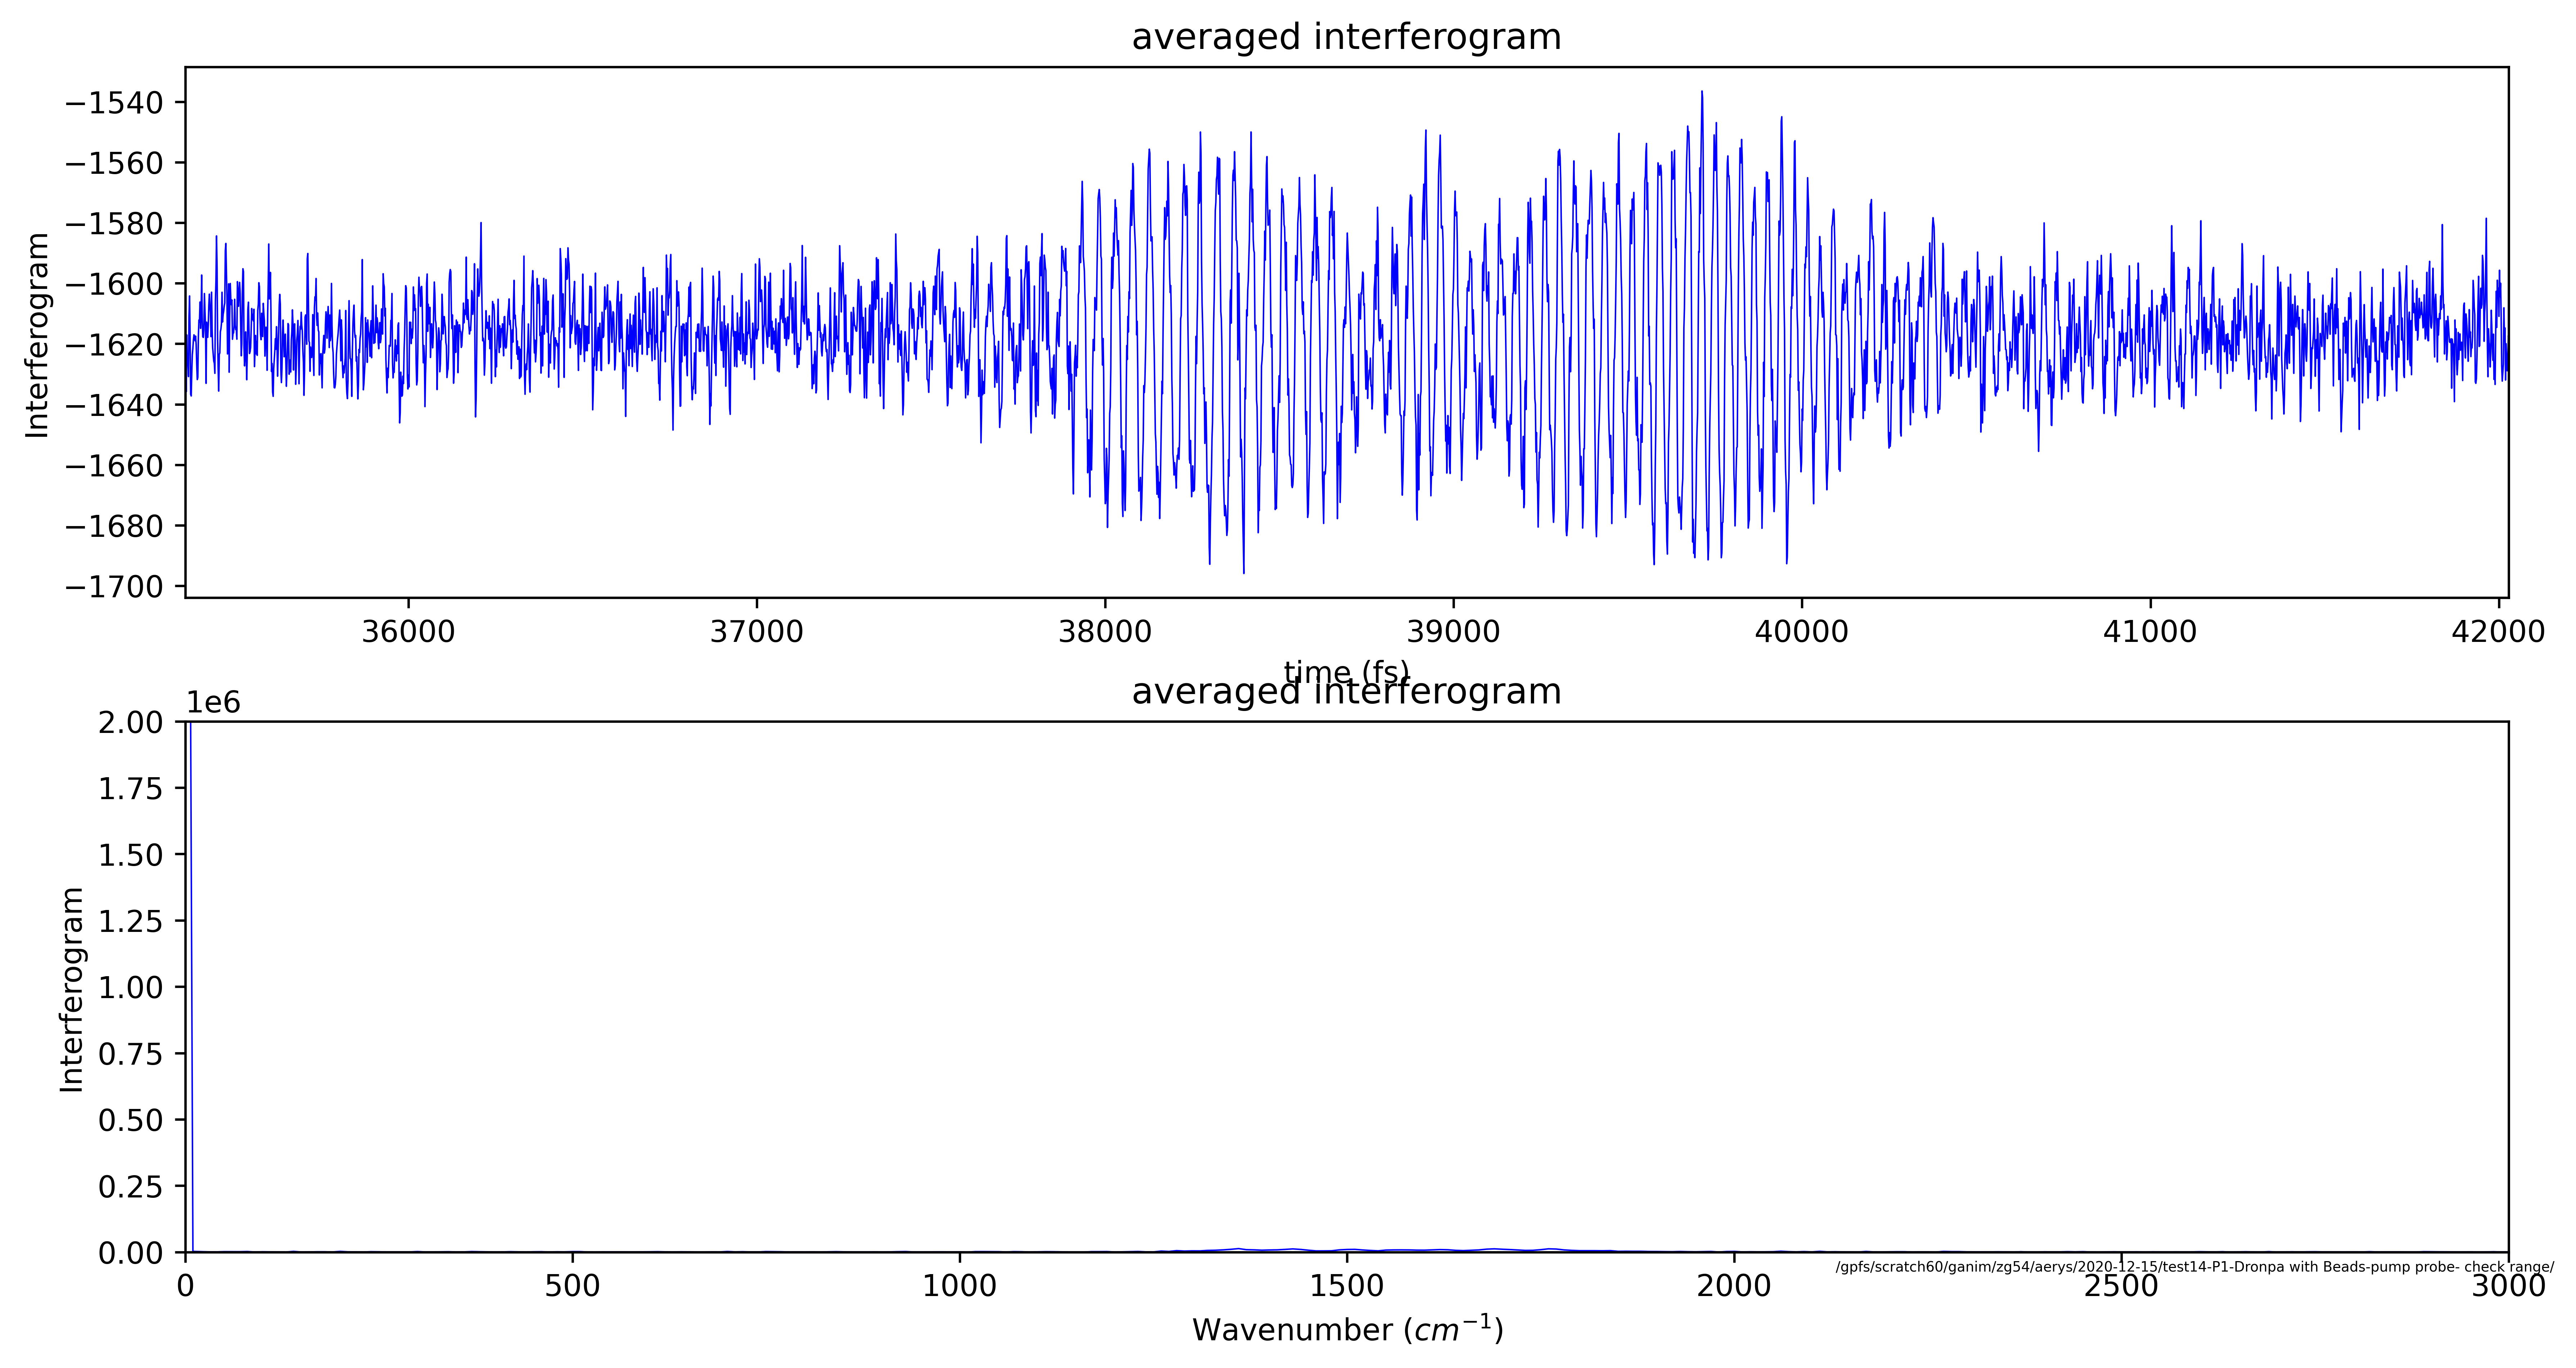 averaged interferogram
Interferogram
−1540
−1560
−1580
−1600
−1620
−1640
−1660
−1680
−1700
36000 37000 38000 39000 40000 41000 42000
time (fs)
averaged interferogram
1e6
Interferogram
2.00
1.75
1.50
1.25
1.00
0.75
0.50
0.25
0.00
/gpfs/scratch60/ganim/zg54/aerys/2020-12-15/test14-P1-Dronpa with Beads-pump probe- check range/
0 500 1000 1500 2000 2500 3000
Wavenumber (cm⁻¹)